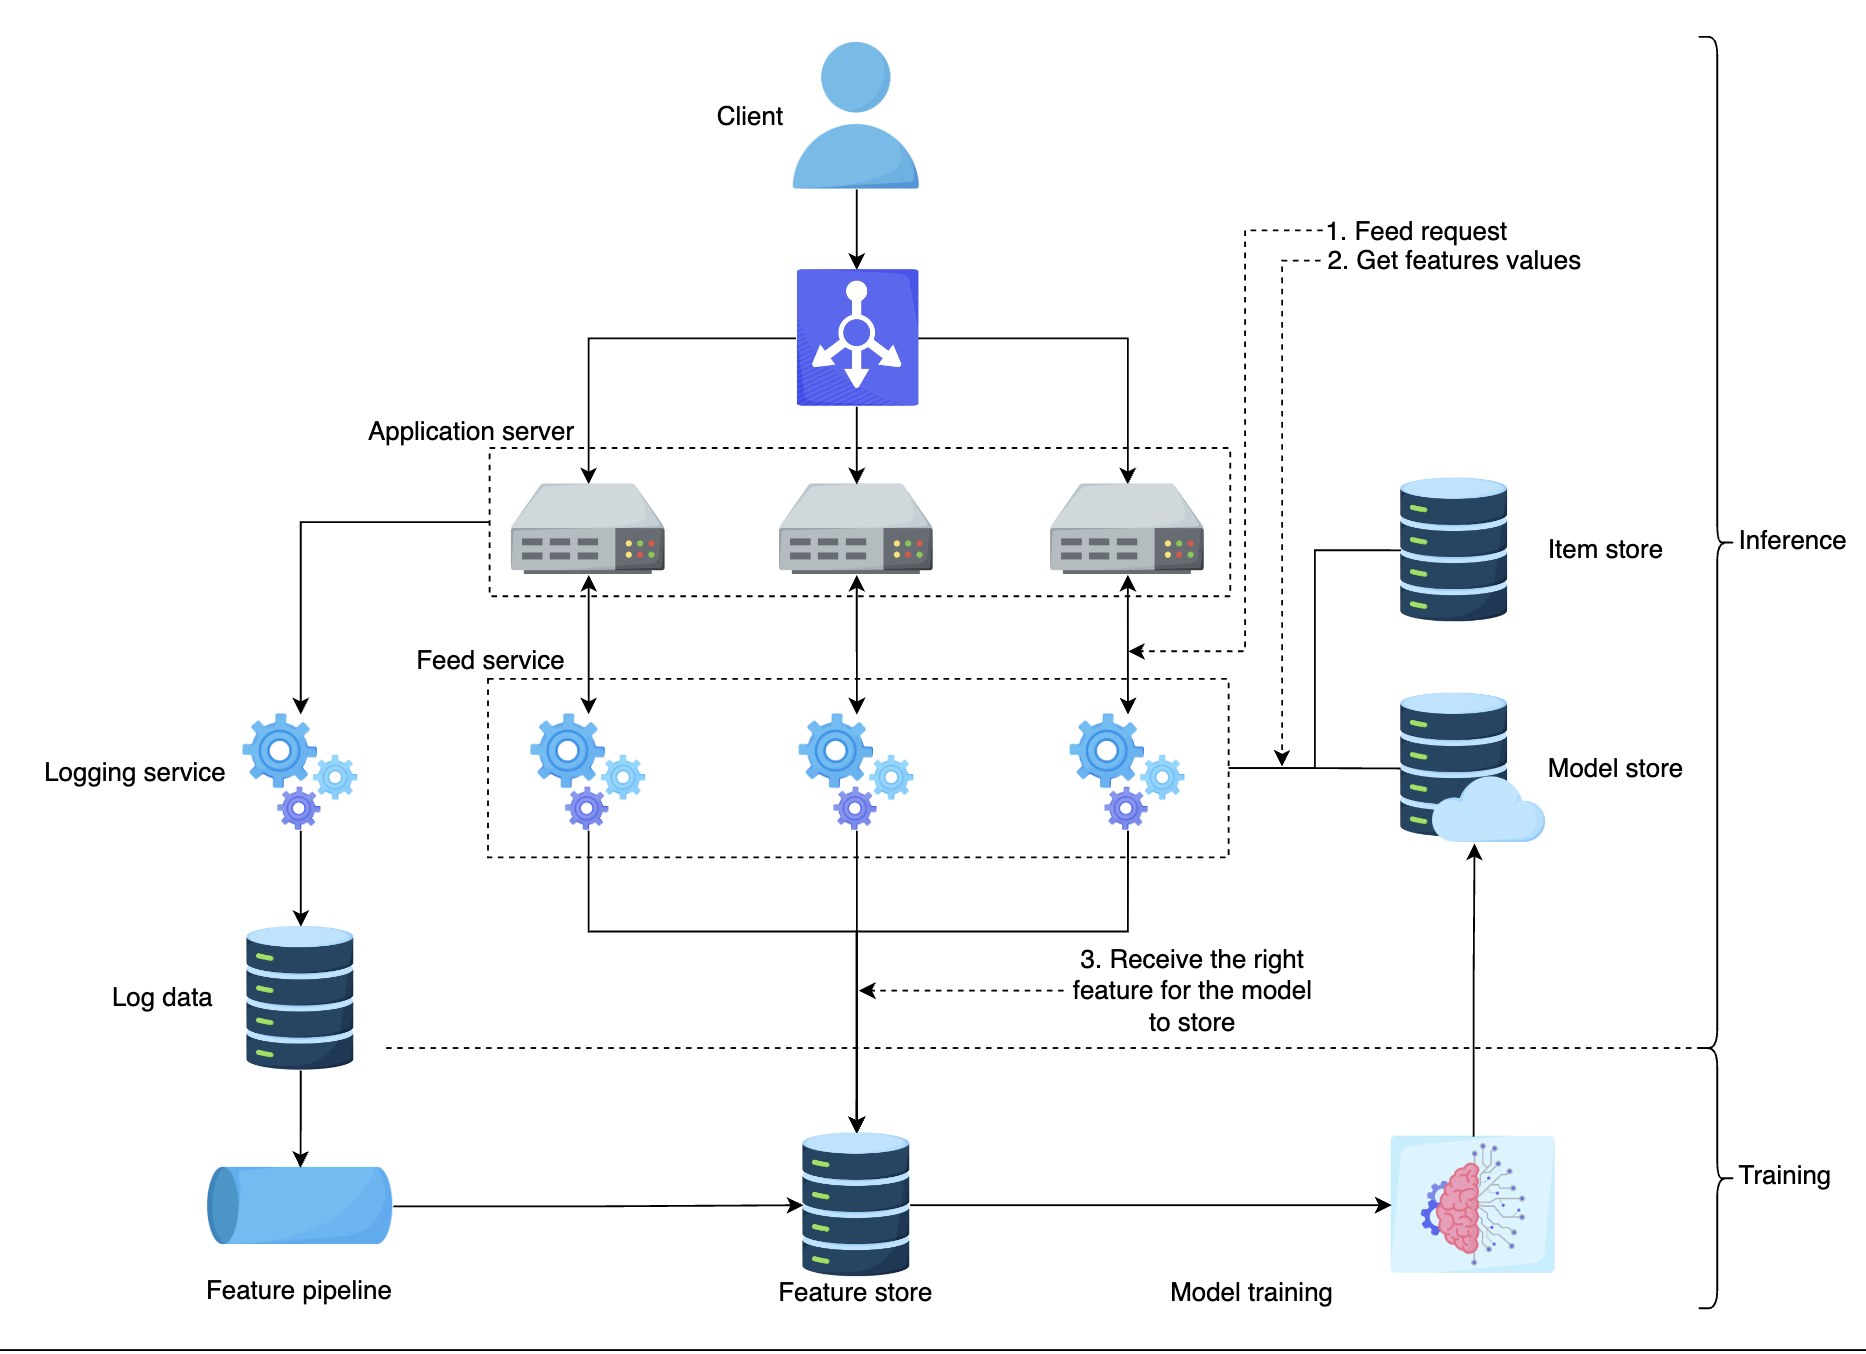 Client
1. Feed request
2. Get features values
Application server
Inference
Item store
Feed service
Logging service
Model store
3. Receive the right
feature for the model
to store
Log data
Training
Feature pipeline
Feature store
Model training